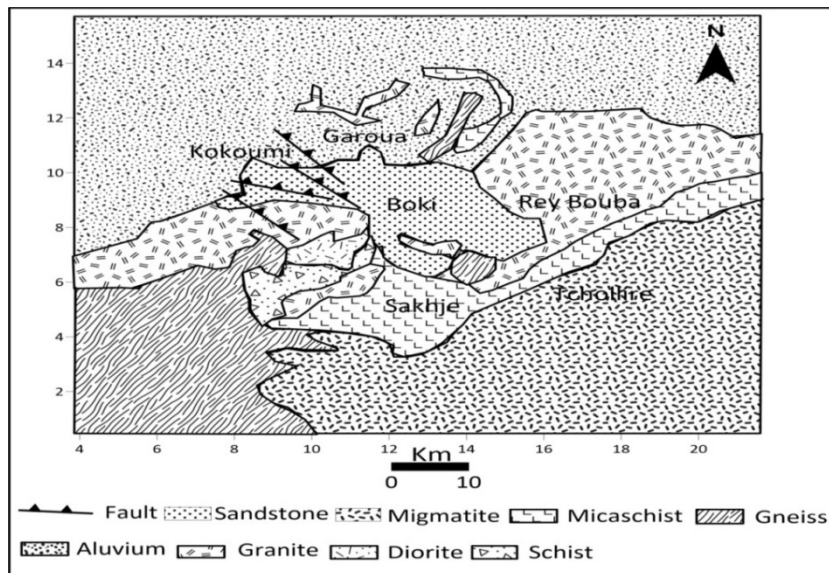 N
14
12
10
8
6
4
2
Garoua
Kokoumi
Boki
Rey Bouba
Sakhje
Tchollire
4 6 8 10 12 14 16 18 20
Km
0 10
Fault Sandstone Migmatite Micaschist Gneiss
Aluvium Granite Diorite Schist